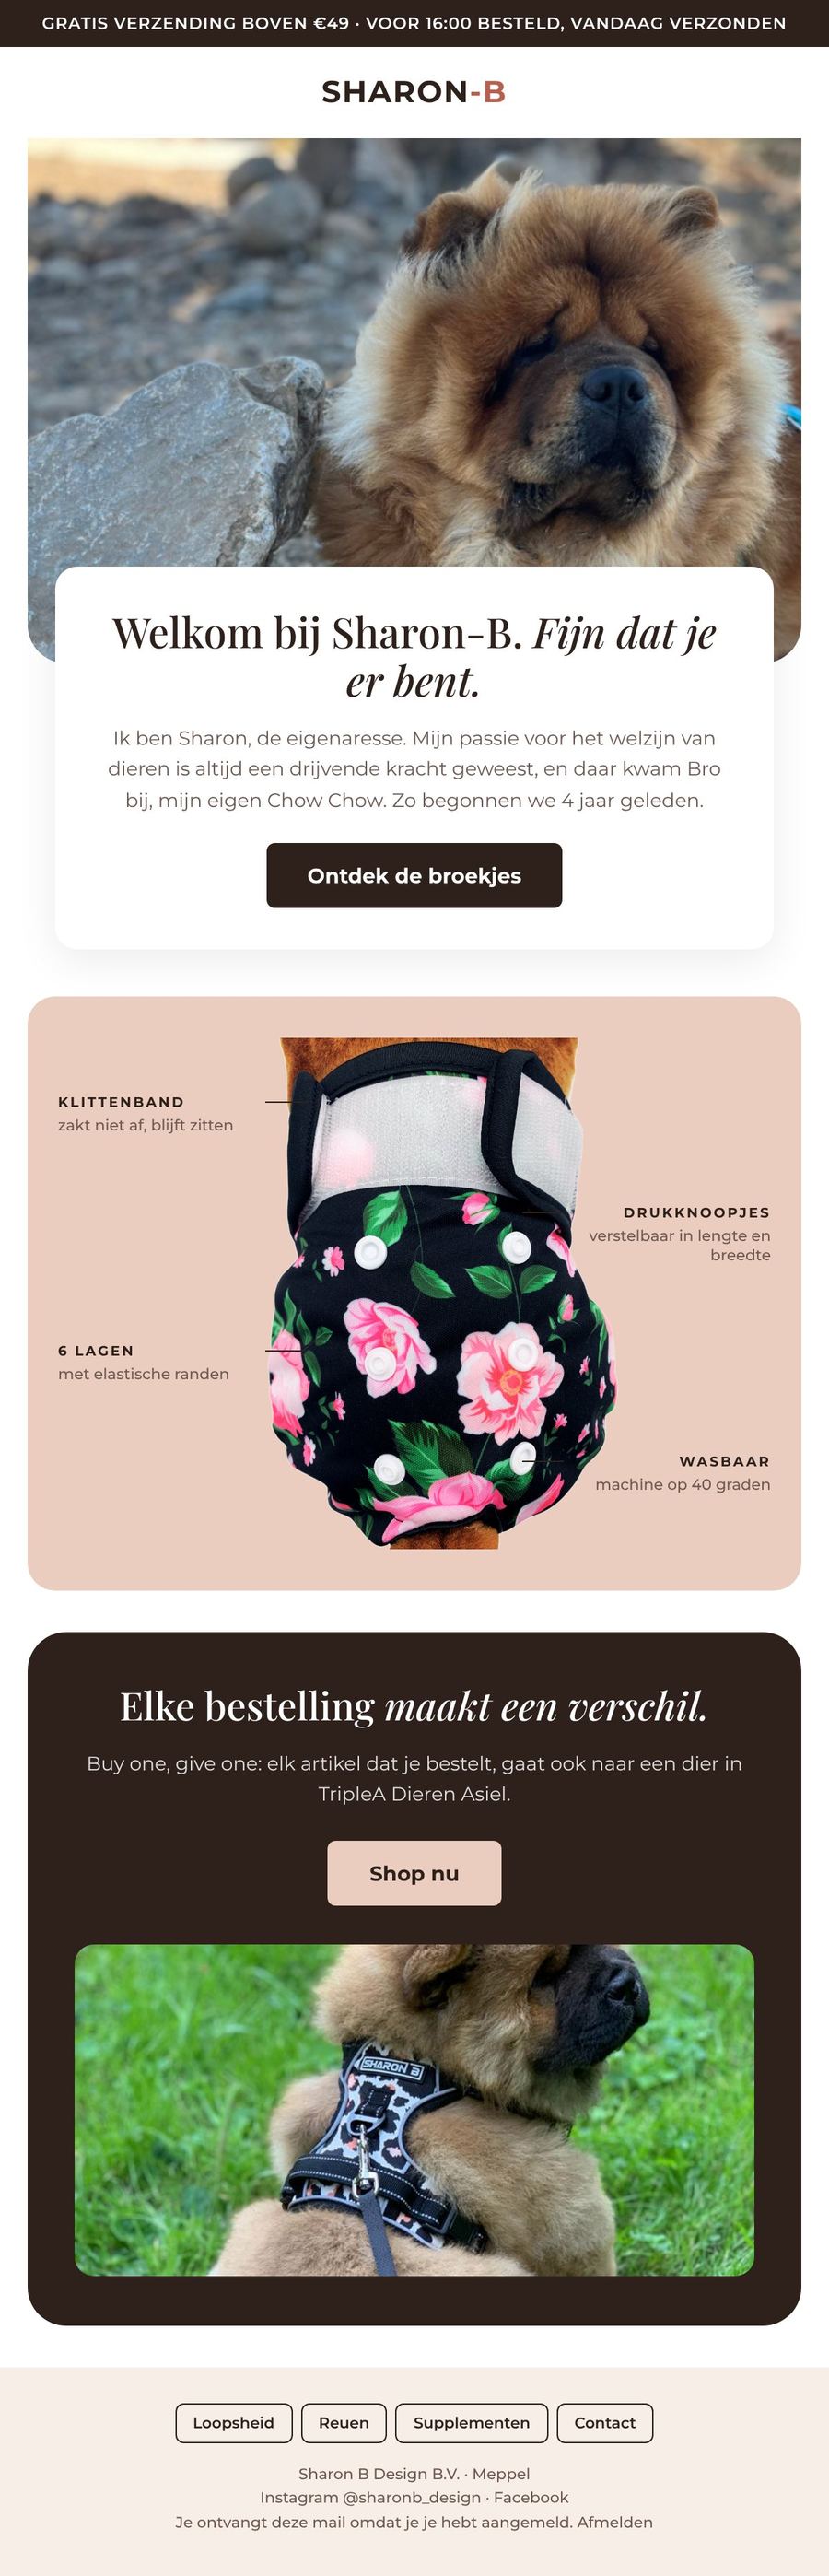 GRATIS VERZENDING BOVEN €49 · VOOR 16:00 BESTELD, VANDAAG VERZONDEN
SHARON-B
Welkom bij Sharon-B. Fijn dat je
er bent.
Ik ben Sharon, de eigenaresse. Mijn passie voor het welzijn van
dieren is altijd een drijvende kracht geweest, en daar kwam Bro
bij, mijn eigen Chow Chow. Zo begonnen we 4 jaar geleden.
Ontdek de broekjes
KLITTENBAND
zakt niet af, blijft zitten
DRUKKNOOPJES
verstelbaar in lengte en
breedte
6 LAGEN
met elastische randen
WASBAAR
machine op 40 graden
Elke bestelling maakt een verschil.
Buy one, give one: elk artikel dat je bestelt, gaat ook naar een dier in
TripleA Dieren Asiel.
Shop nu
SHARON B
Loopsheid
Reuen
Supplementen
Contact
Sharon B Design B.V. · Meppel
Instagram @sharonb_design · Facebook
Je ontvangt deze mail omdat je je hebt aangemeld. Afmelden